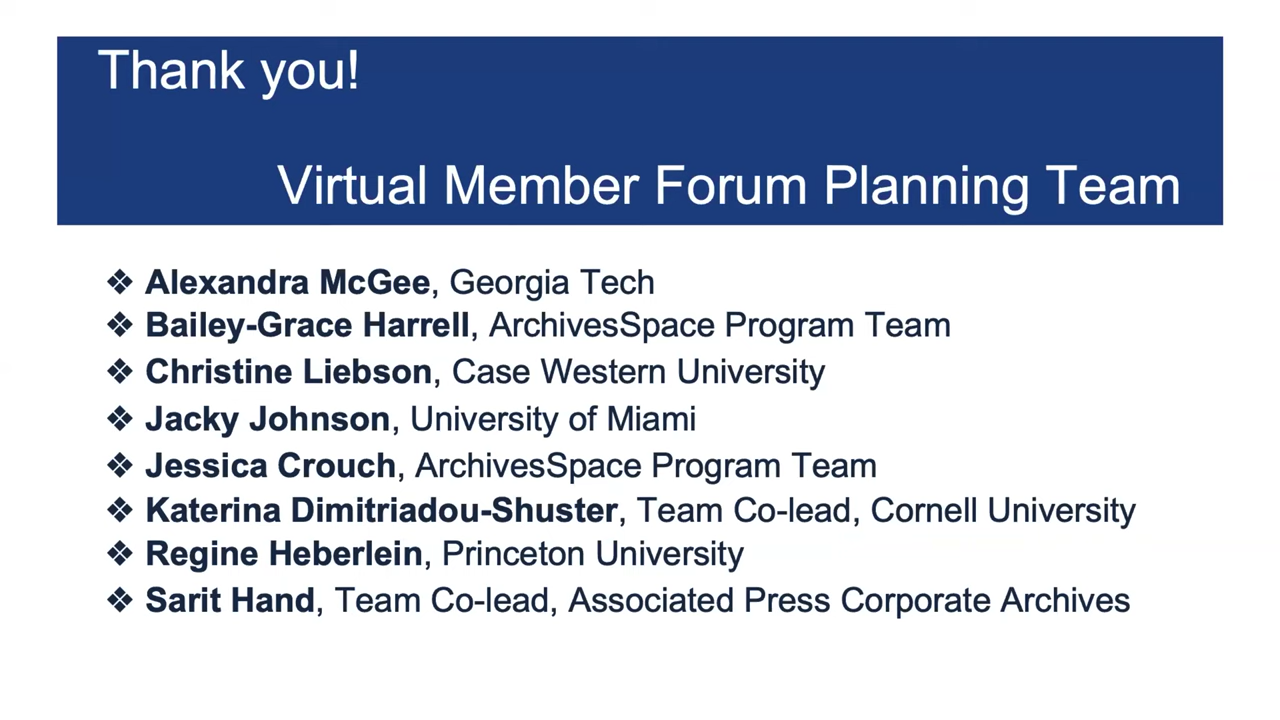 Thank you!
Virtual Member Forum Planning Team
❖ Alexandra McGee, Georgia Tech
❖ Bailey-Grace Harrell, ArchivesSpace Program Team
❖ Christine Liebson, Case Western University
❖ Jacky Johnson, University of Miami
❖ Jessica Crouch, ArchivesSpace Program Team
❖ Katerina Dimitriadou-Shuster, Team Co-lead, Cornell University
❖ Regine Heberlein, Princeton University
❖ Sarit Hand, Team Co-lead, Associated Press Corporate Archives